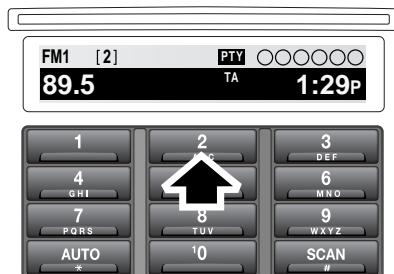 FM1 [2] PTY
89.5 TA 1:29P
1 2 3
DEF
4 6
GHI MNO
7 8 9
PQRS TUV WXYZ
AUTO 10 SCAN
* #